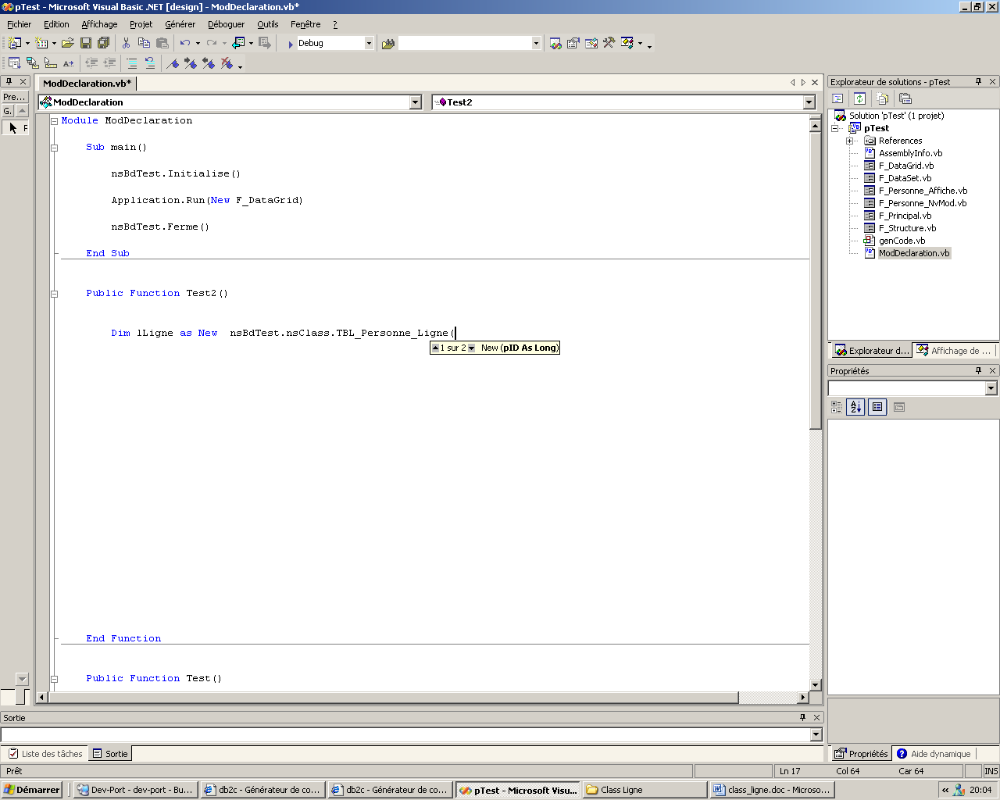 pTest - Microsoft Visual Basic .NET [design] - ModDeclaration.vb*
Fichier Edition Affichage Projet Générer Déboguer Outils Fenêtre ?
Debug
ModDeclaration.vb*
Pre...
G.
F
ModDeclaration
Test2
Module ModDeclaration
Sub main()
nsBdTest.Initialise()
Application.Run(New F_DataGrid)
nsBdTest.Ferme()
End Sub
Public Function Test2()
Dim lLigne as New  nsBdTest.nsClass.TBL_Personne_Ligne(
1 sur 2 New (pID As Long)
End Function
Public Function Test()
Explorateur de solutions - pTest
Solution 'pTest' (1 projet)
pTest
References
AssemblyInfo.vb
F_DataGrid.vb
F_DataSet.vb
F_Personne_Affiche.vb
F_Personne_NvMod.vb
F_Principal.vb
F_Structure.vb
genCode.vb
ModDeclaration.vb
Explorateur d... Affichage de ...
Propriétés
Propriétés Aide dynamique
Sortie
Liste des tâches Sortie
Prêt Ln 17 Col 64 Car 64 INS
Démarrer Dev-Port - dev-port - Bu... db2c - Générateur de co... db2c - Générateur de co... pTest - Microsoft Visu... Class Ligne class_ligne.doc - Microso... « 20:04